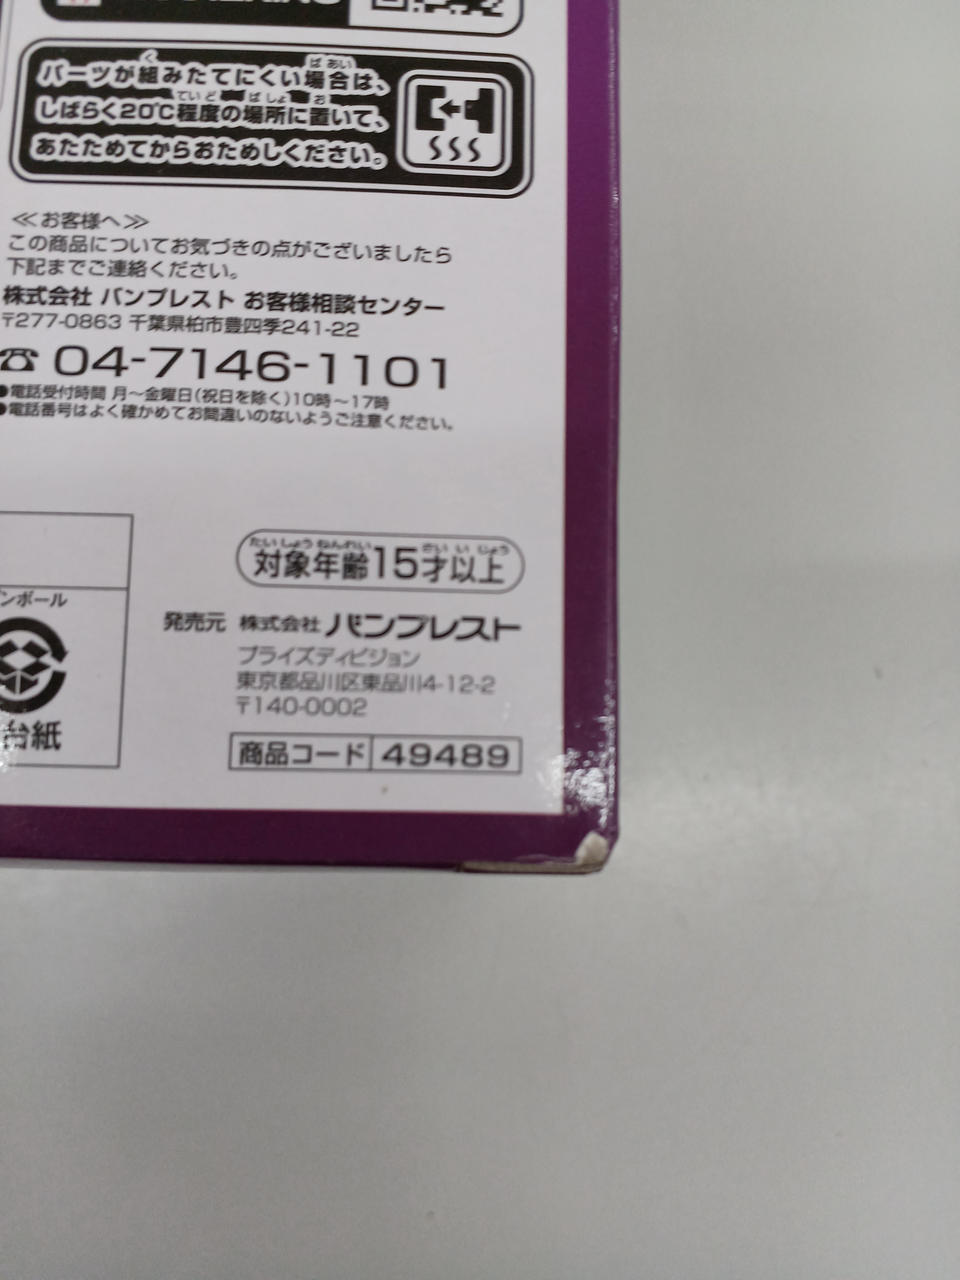 パーツが組みたてにくい場合は、
しばらく20℃程度の場所に置いて、
あたためてからおためしください。
≪お客様へ≫
この商品についてお気づきの点がございましたら
下記までご連絡ください。
株式会社 バンプレスト お客様相談センター
〒277-0863 千葉県柏市豊四季241-22
☎ 04-7146-1101
●電話受付時間 月～金曜日(祝日を除く)10時～17時
●電話番号はよく確かめてお間違いのないようご注意ください。
対象年齢15才以上
ンボール
台紙
発売元 株式会社 バンプレスト
プライズディビジョン
東京都品川区東品川4-12-2
〒140-0002
商品コード 49489